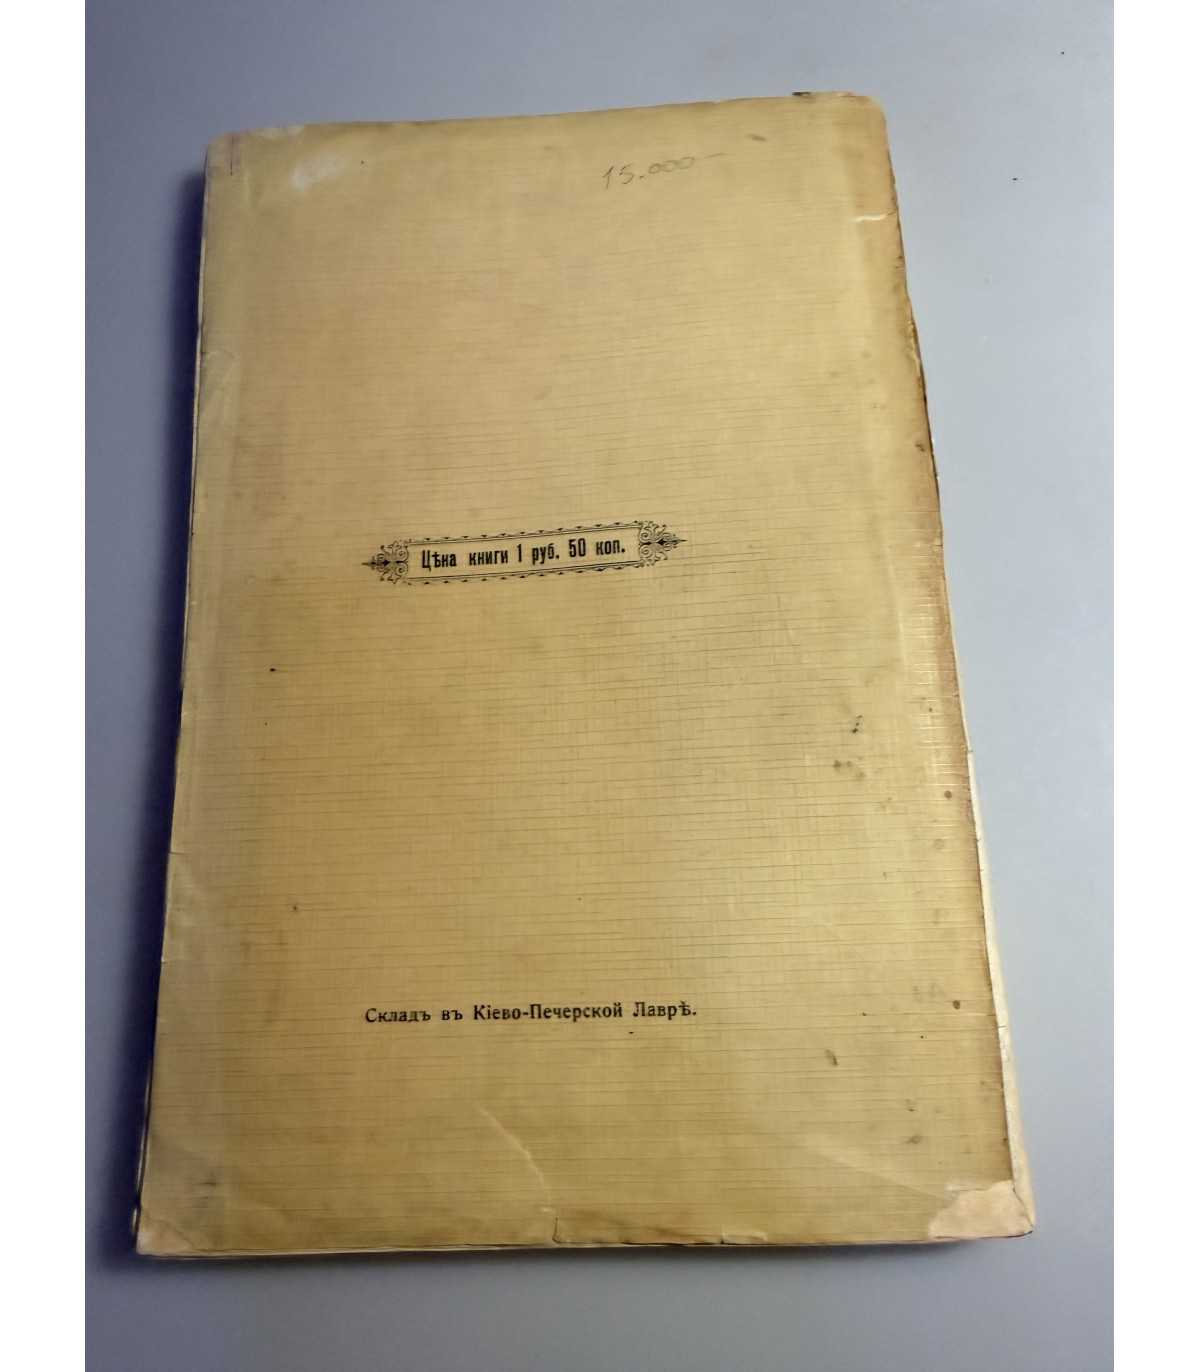 15.000-
Цѣна книги 1 руб. 50 коп.
Складъ въ Кіево-Печерской Лаврѣ.